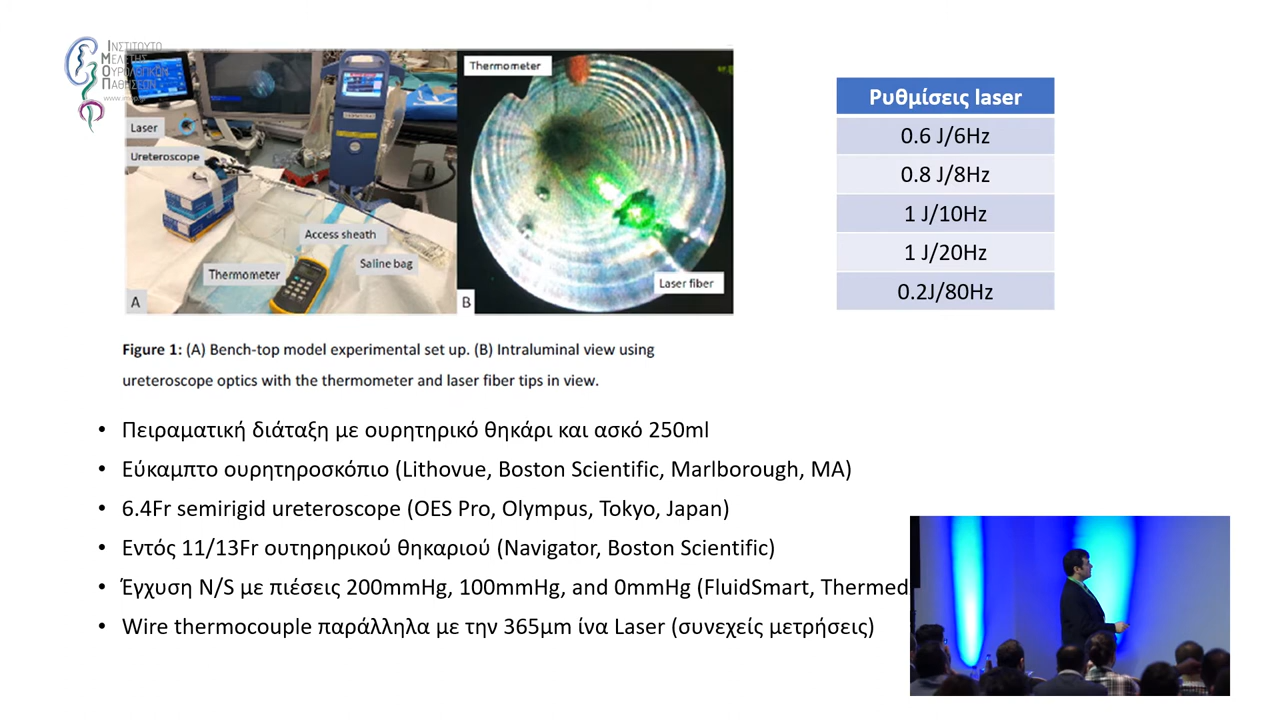 ΙΝΣΤΙΤΟΥΤΟ
ΜΕΛΕΤΗΣ
ΟΥΡΟΛΟΓΙΚΩΝ
ΠΑΘΗΣΕΩΝ
Laser
Ureteroscope
Access sheath
Saline bag
Thermometer
A
Thermometer
Laser fiber
B
Ρυθμίσεις laser
0.6 J/6Hz
0.8 J/8Hz
1 J/10Hz
1 J/20Hz
0.2J/80Hz
Figure 1: (A) Bench-top model experimental set up. (B) Intraluminal view using
ureteroscope optics with the thermometer and laser fiber tips in view.
• Πειραματική διάταξη με ουρητηρικό θηκάρι και ασκό 250ml
• Εύκαμπτο ουρητηροσκόπιο (Lithovue, Boston Scientific, Marlborough, MA)
• 6.4Fr semirigid ureteroscope (OES Pro, Olympus, Tokyo, Japan)
• Εντός 11/13Fr ουτηρηρικού θηκαριού (Navigator, Boston Scientific)
• Έγχυση N/S με πιέσεις 200mmHg, 100mmHg, and 0mmHg (FluidSmart, Thermed
• Wire thermocouple παράλληλα με την 365μm ίνα Laser (συνεχείς μετρήσεις)